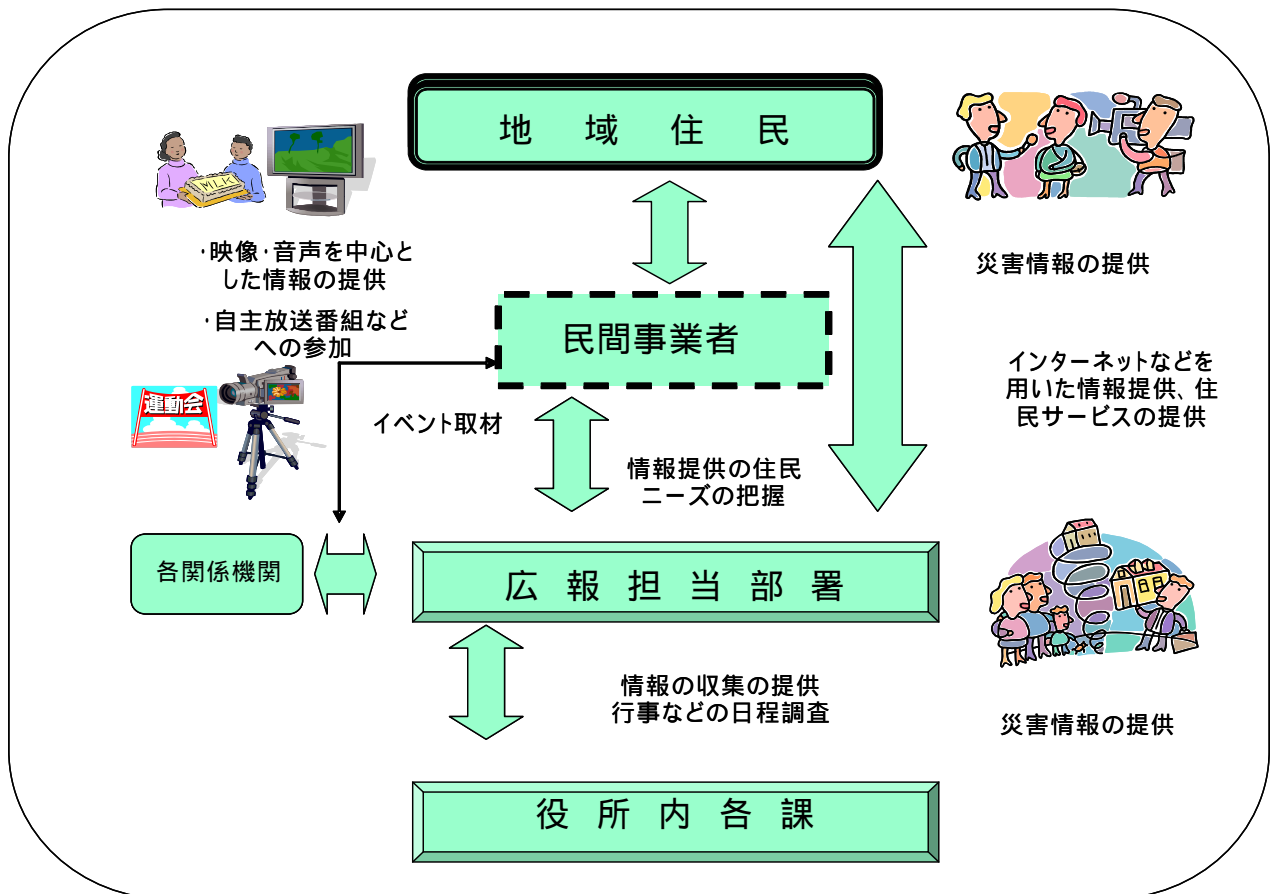 地域住民
・映像・音声を中心と
した情報の提供
・自主放送番組など
への参加
災害情報の提供
民間事業者
インターネットなどを
用いた情報提供、住
民サービスの提供
運動会
イベント取材
情報提供の住民
ニーズの把握
各関係機関
広報担当部署
情報の収集の提供
行事などの日程調査
災害情報の提供
役所内各課
MLK